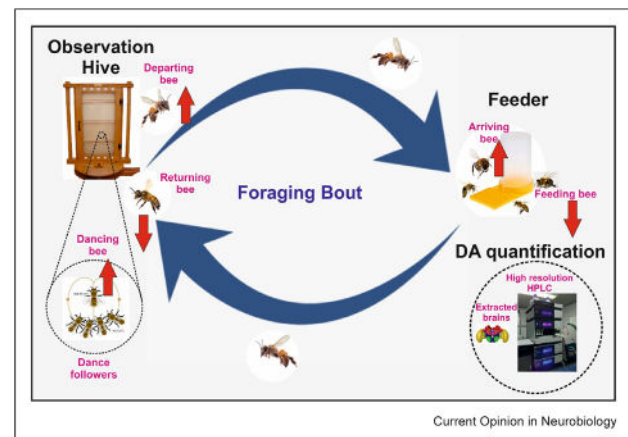 Observation
Hive
Departing
bee
Feeder
Arriving
bee
Returning
bee
Foraging Bout
Feeding bee
Dancing
bee
DA quantification
High resolution
HPLC
Extracted
brains
Dance
followers
Current Opinion in Neurobiology